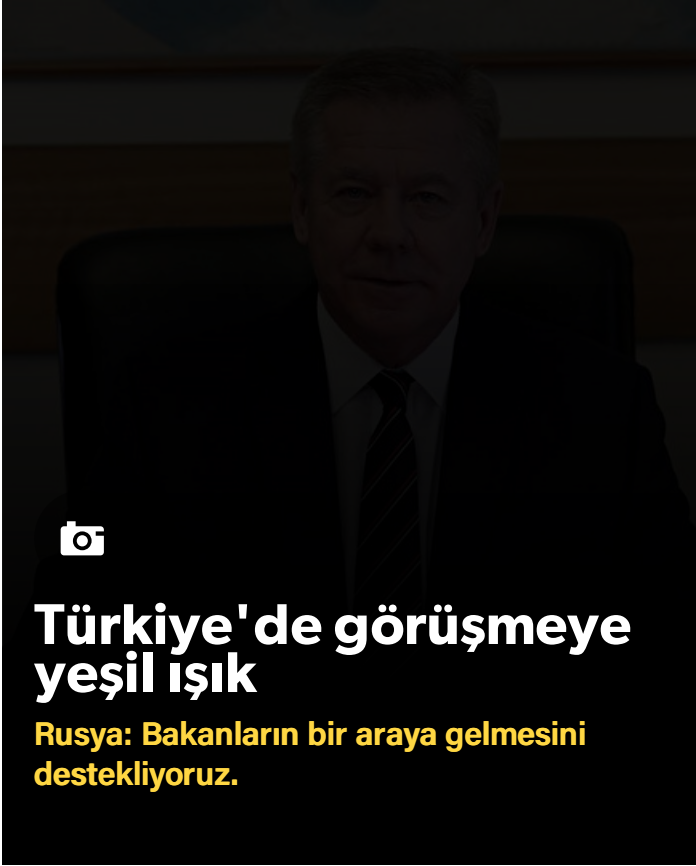 Türkiye'de görüşmeye
yeşil ışık
Rusya: Bakanların bir araya gelmesini
destekliyoruz.